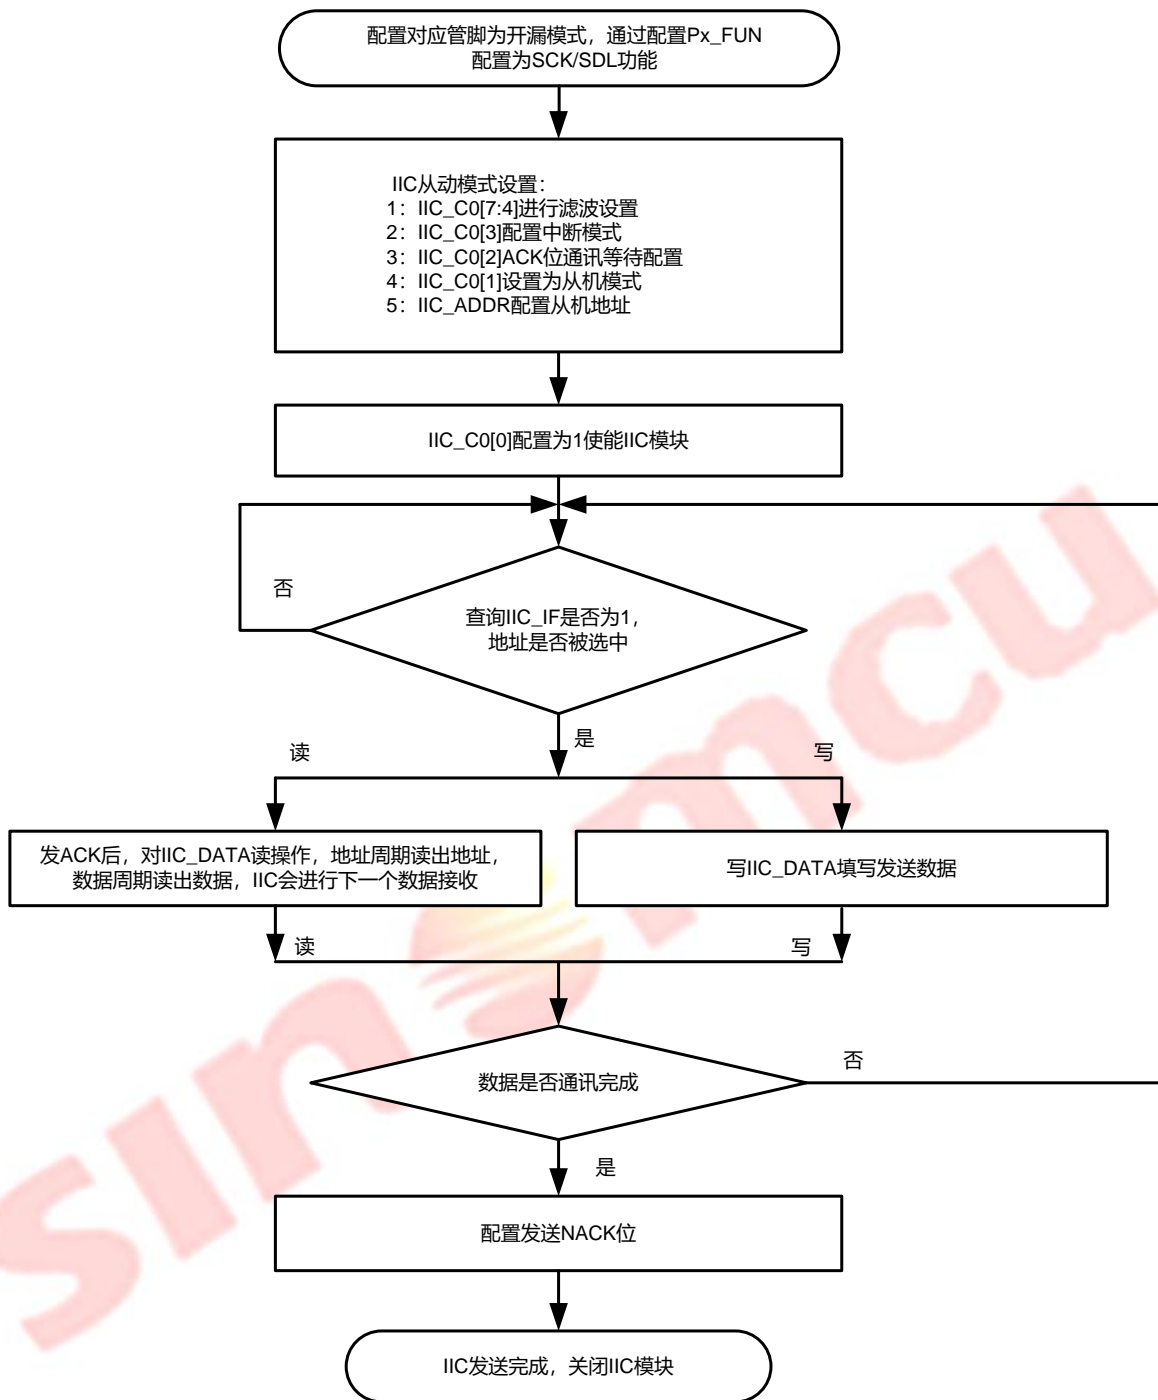 配置对应管脚为开漏模式，通过配置Px_FUN
配置为SCK/SDL功能
IIC从动模式设置：
1：IIC_C0[7:4]进行滤波设置
2：IIC_C0[3]配置中断模式
3：IIC_C0[2]ACK位通讯等待配置
4：IIC_C0[1]设置为从机模式
5：IIC_ADDR配置从机地址
IIC_C0[0]配置为1使能IIC模块
否
查询IIC_IF是否为1，
地址是否被选中
是
读
写
发ACK后，对IIC_DATA读操作，地址周期读出地址，
数据周期读出数据，IIC会进行下一个数据接收
写IIC_DATA填写发送数据
读
写
数据是否通讯完成
否
是
配置发送NACK位
IIC发送完成，关闭IIC模块
sinomcu